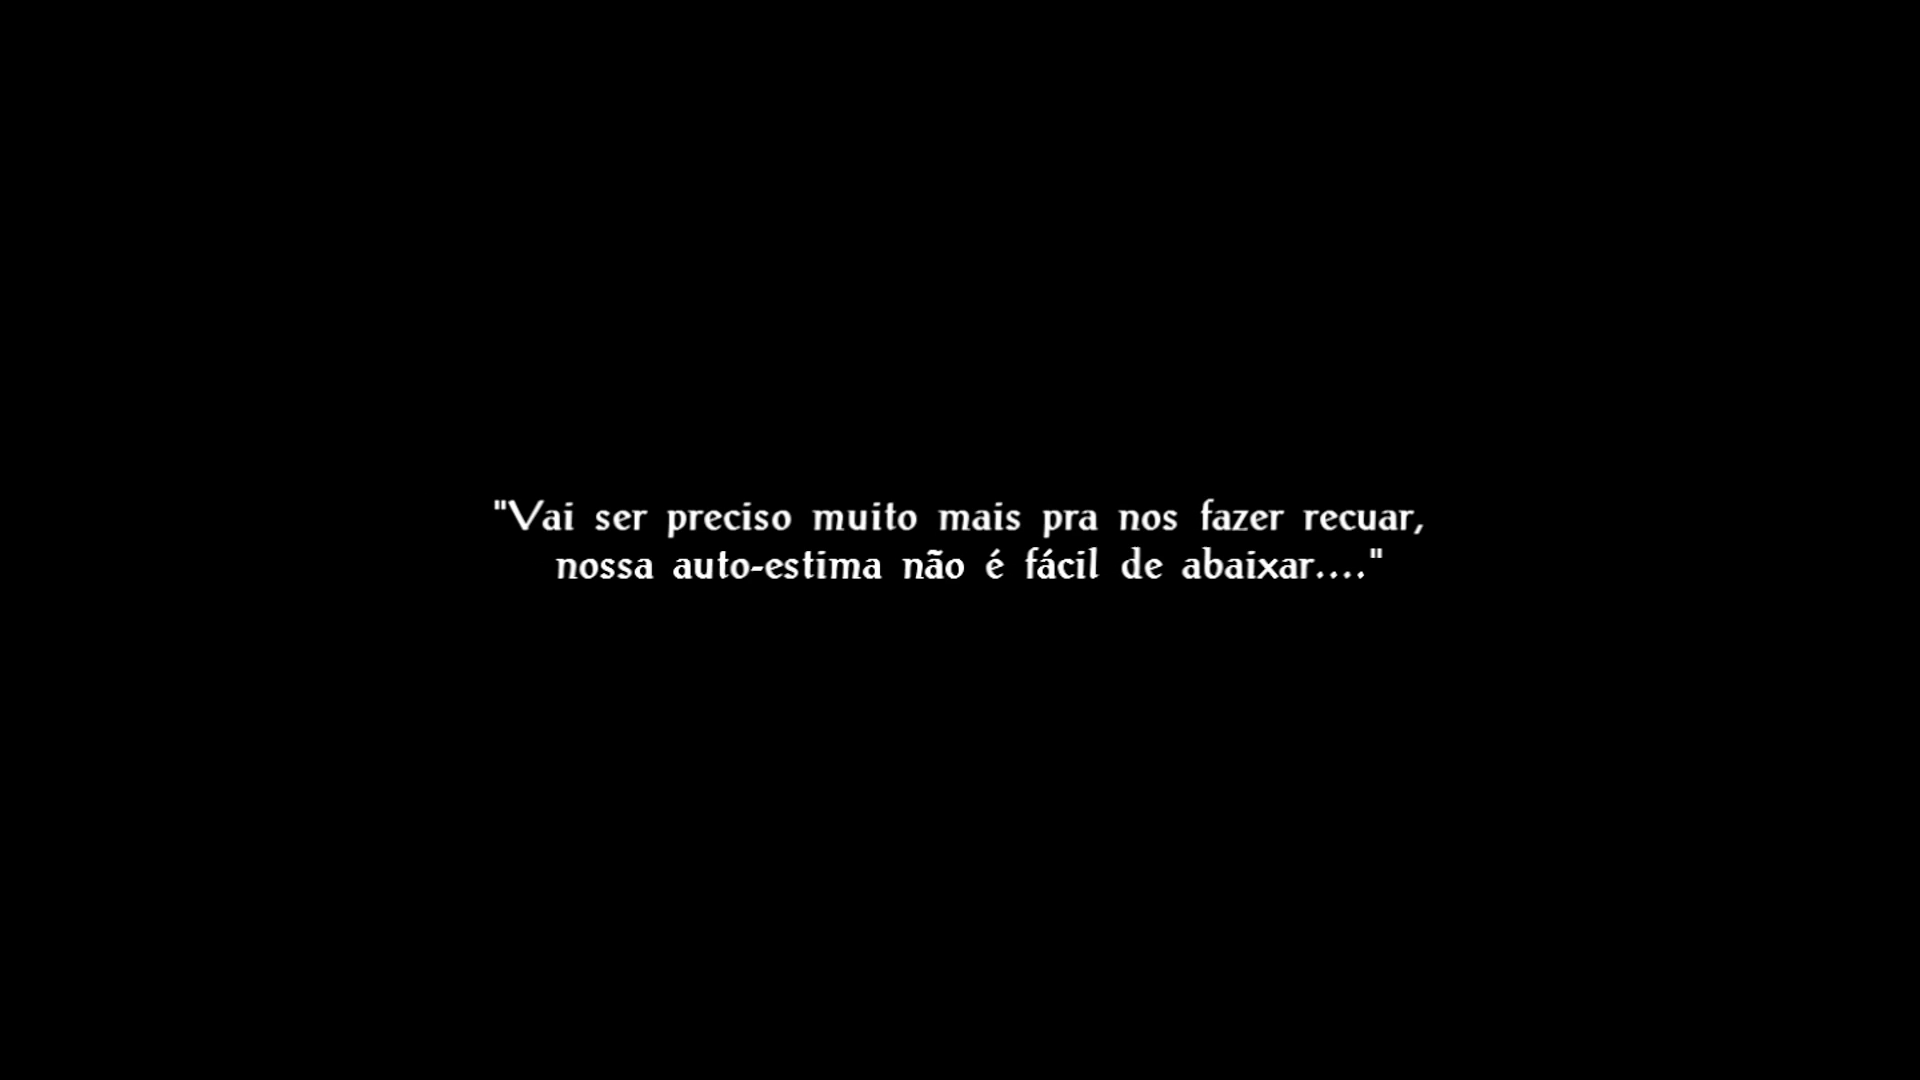 "Vai ser preciso muito mais pra nos fazer recuar,
nossa auto-estima não é fácil de abaixar...."